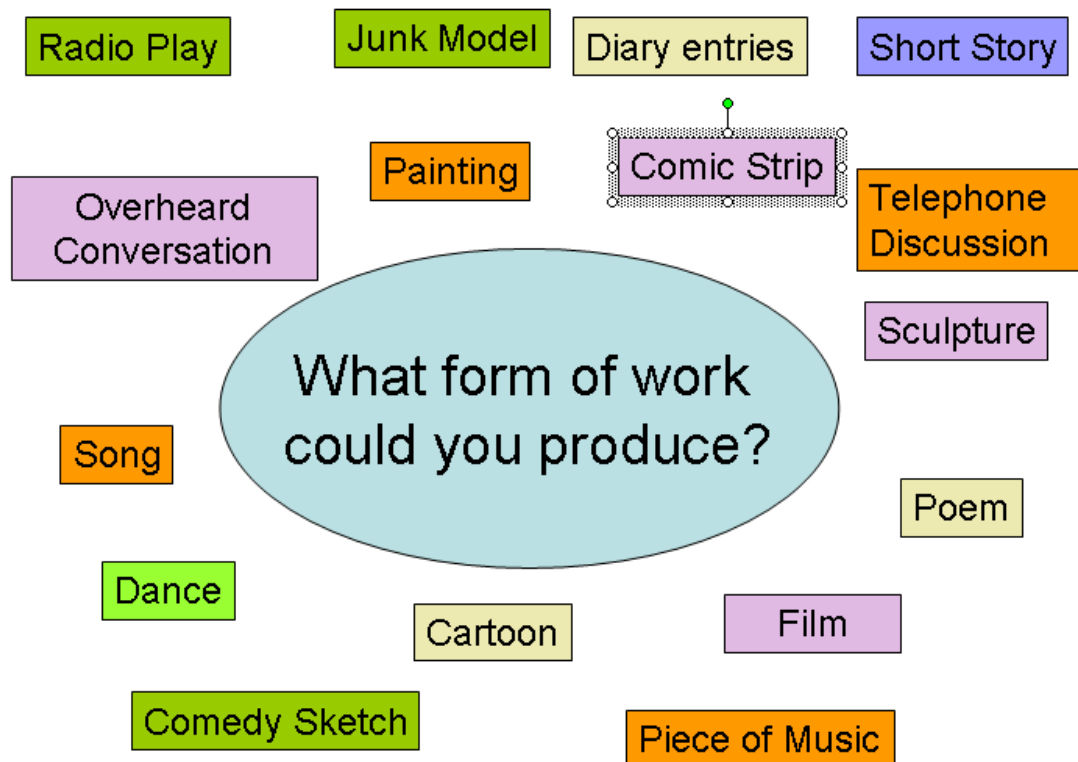 Radio Play
Junk Model
Diary entries
Short Story
Painting
Comic Strip
Overheard
Conversation
Telephone
Discussion
Sculpture
What form of work
could you produce?
Song
Poem
Dance
Cartoon
Film
Comedy Sketch
Piece of Music